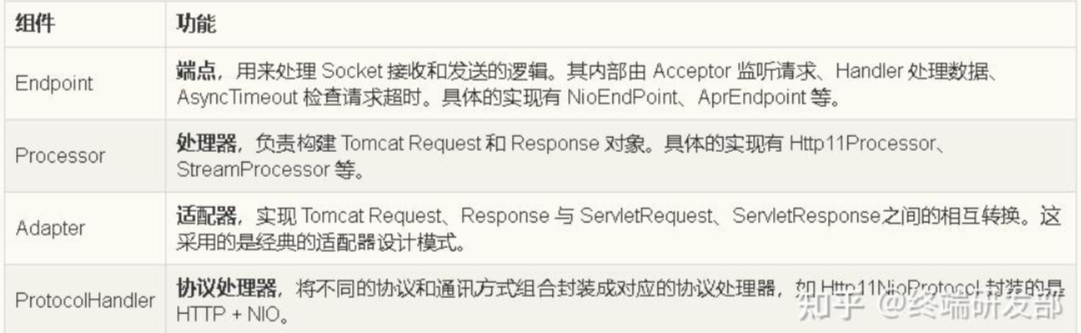 组件 功能
Endpoint
端点，用来处理 Socket 接收和发送的逻辑。其内部由 Acceptor 监听请求、Handler 处理数据、
AsyncTimeout 检查请求超时。具体的实现有 NioEndPoint、AprEndpoint 等。
Processor
处理器，负责构建 Tomcat Request 和 Response 对象。具体的实现有 Http11Processor、
StreamProcessor 等。
Adapter
适配器，实现 Tomcat Request、Response 与 ServletRequest、ServletResponse之间的相互转换。这
采用的是经典的适配器设计模式。
ProtocolHandler
协议处理器，将不同的协议和通讯方式组合封装成对应的协议处理器，如 Http11NioProtocol 封装的是
HTTP + NIO。
知乎 @终端研发部